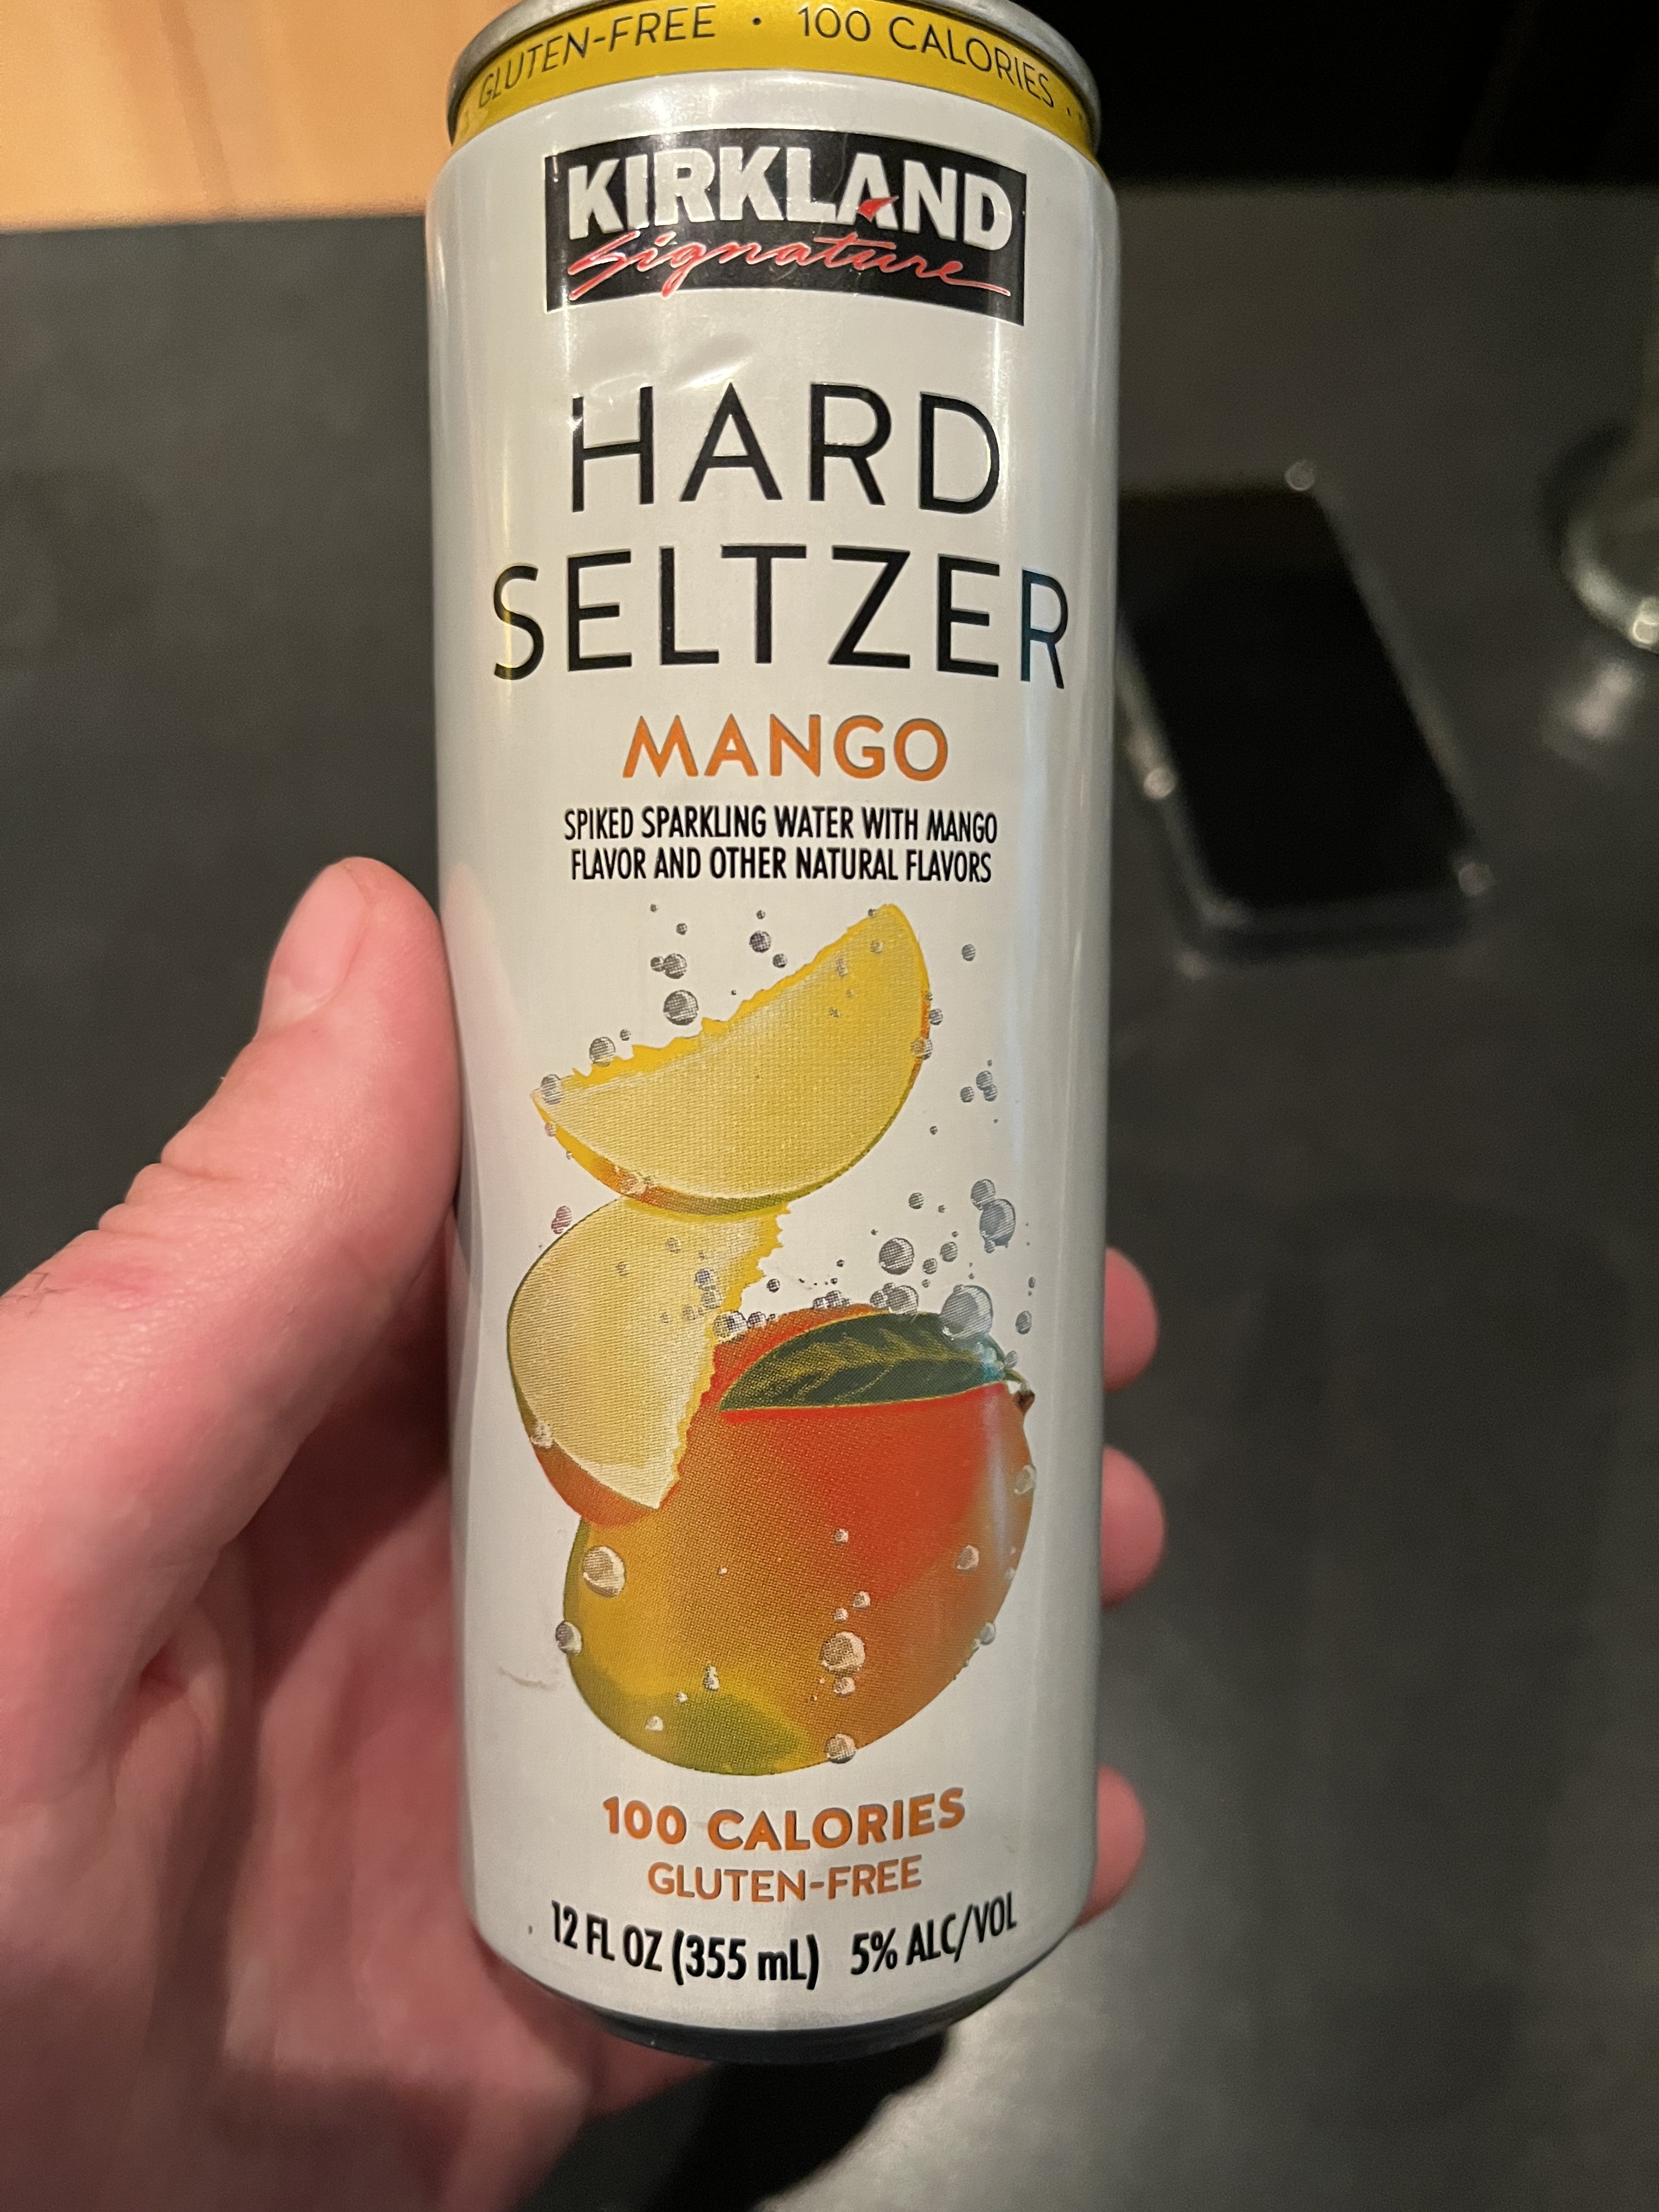 GLUTEN-FREE • 100 CALORIES •
KIRKLAND
Signature
HARD
SELTZER
MANGO
SPIKED SPARKLING WATER WITH MANGO
FLAVOR AND OTHER NATURAL FLAVORS
100 CALORIES
GLUTEN-FREE
12 FL OZ (355 mL) 5% ALC/VOL